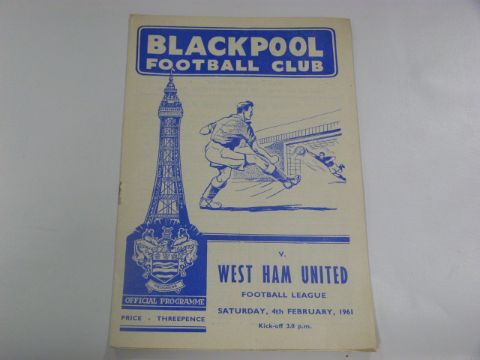 BLACKPOOL
FOOTBALL CLUB
V.
WEST HAM UNITED
FOOTBALL LEAGUE
OFFICIAL PROGRAMME
SATURDAY, 4th FEBRUARY, 1961
PRICE - THREEPENCE
Kick-off 3.0 p.m.